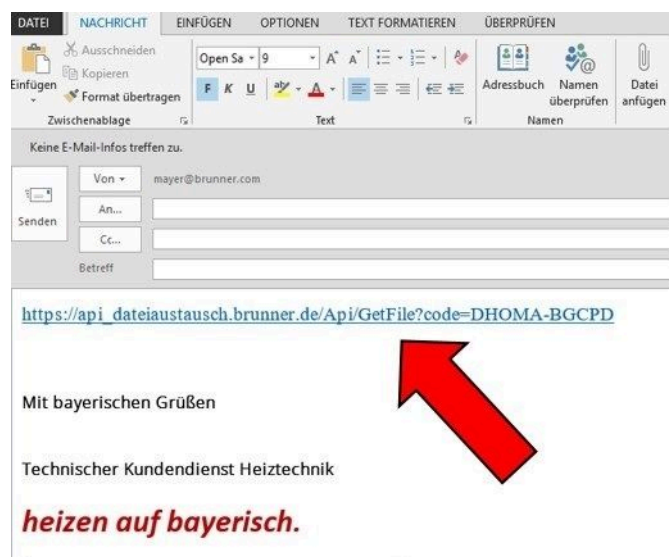 DATEI NACHRICHT EINFÜGEN OPTIONEN TEXT FORMATIEREN ÜBERPRÜFEN
Einfügen
Ausschneiden
Kopieren
Format übertragen
Zwischenablage
Open Sa 9 A A
F K U ab A
Text
Adressbuch
Namen überprüfen
Namen
Datei anfügen
Keine E-Mail-Infos treffen zu.
Senden
Von mayer@brunner.com
An...
Cc...
Betreff
https://api_dateiaustausch.brunner.de/Api/GetFile?code=DHOMA-BGCPD
Mit bayerischen Grüßen
Technischer Kundendienst Heiztechnik
heizen auf bayerisch.